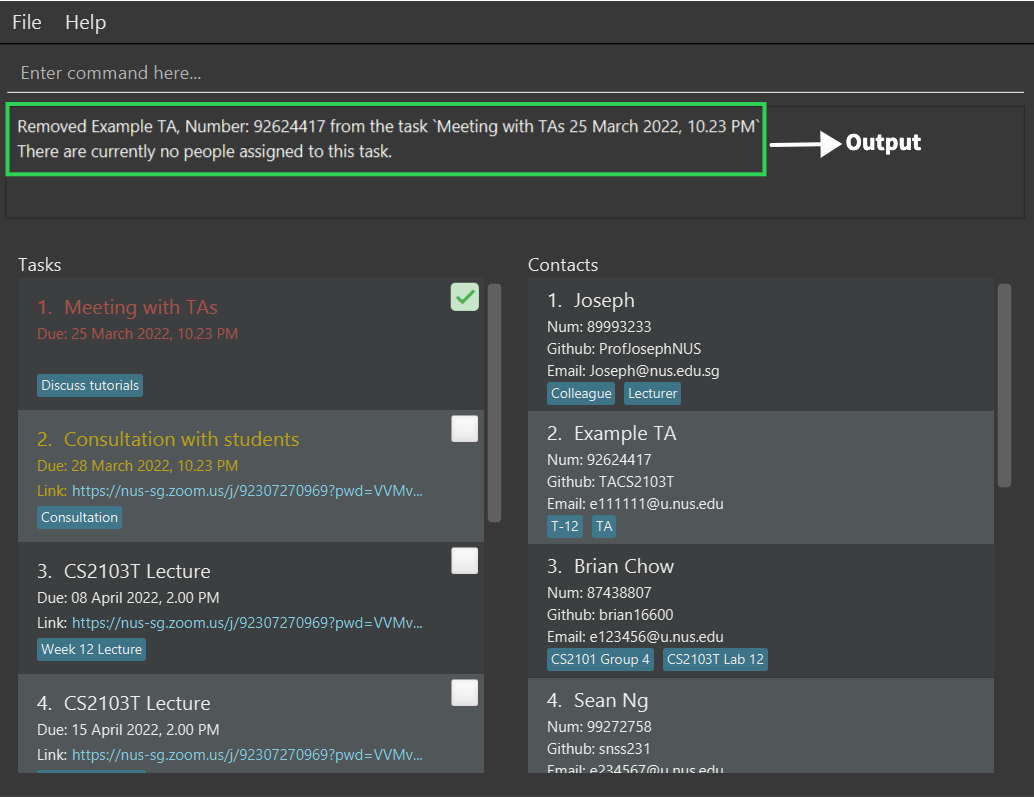 File Help
Enter command here...
Removed Example TA, Number: 92624417 from the task `Meeting with TAs 25 March 2022, 10.23 PM`
There are currently no people assigned to this task.
Output
Tasks
1. Meeting with TAs
Due: 25 March 2022, 10.23 PM
Discuss tutorials
2. Consultation with students
Due: 28 March 2022, 10.23 PM
Link: https://nus-sg.zoom.us/j/92307270969?pwd=VVMv...
Consultation
3. CS2103T Lecture
Due: 08 April 2022, 2.00 PM
Link: https://nus-sg.zoom.us/j/92307270969?pwd=VVMv...
Week 12 Lecture
4. CS2103T Lecture
Due: 15 April 2022, 2.00 PM
Link: https://nus-sg.zoom.us/j/92307270969?pwd=VVMv...
Contacts
1. Joseph
Num: 89993233
Github: ProfJosephNUS
Email: Joseph@nus.edu.sg
Colleague Lecturer
2. Example TA
Num: 92624417
Github: TACS2103T
Email: e111111@u.nus.edu
T-12 TA
3. Brian Chow
Num: 87438807
Github: brian16600
Email: e123456@u.nus.edu
CS2101 Group 4 CS2103T Lab 12
4. Sean Ng
Num: 99272758
Github: snss231
Email: e234567@u.nus.edu